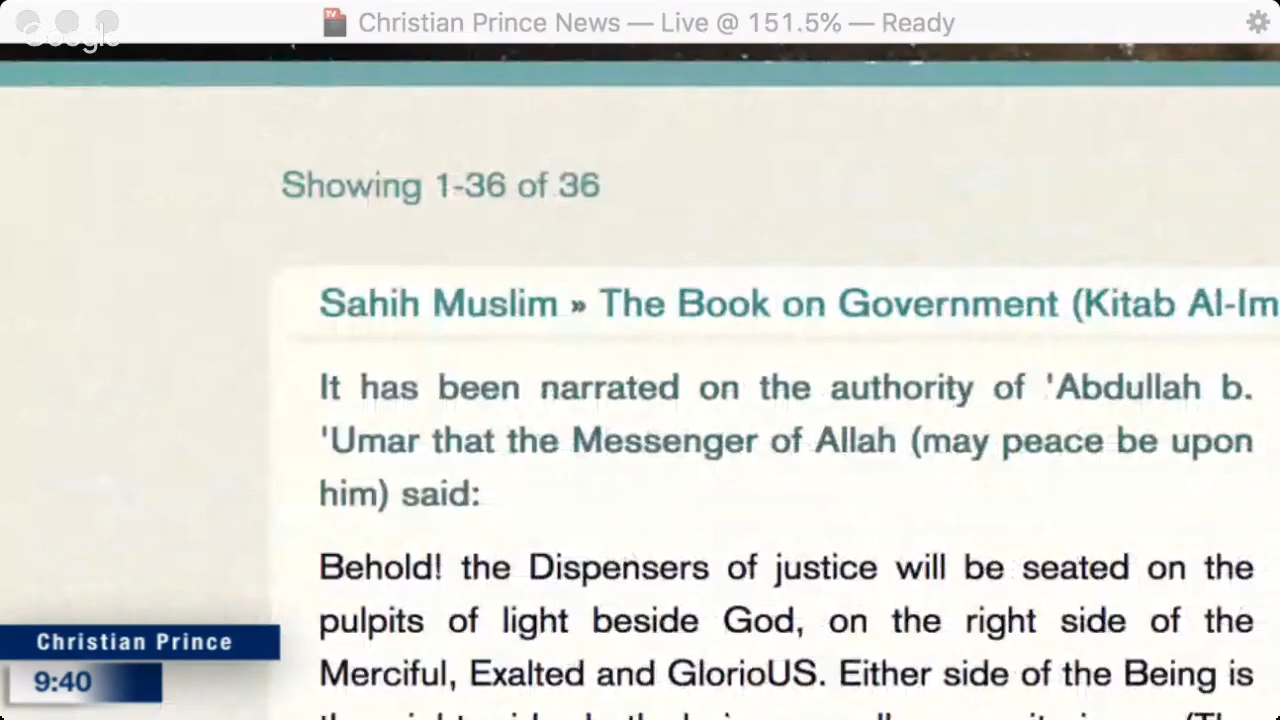 Christian Prince News — Live @ 151.5% — Ready
Google
Showing 1-36 of 36
Sahih Muslim » The Book on Government (Kitab Al-Im
It has been narrated on the authority of 'Abdullah b.
'Umar that the Messenger of Allah (may peace be upon
him) said:
Behold! the Dispensers of justice will be seated on the
pulpits of light beside God, on the right side of the
Merciful, Exalted and GlorioUS. Either side of the Being is
Christian Prince
9:40